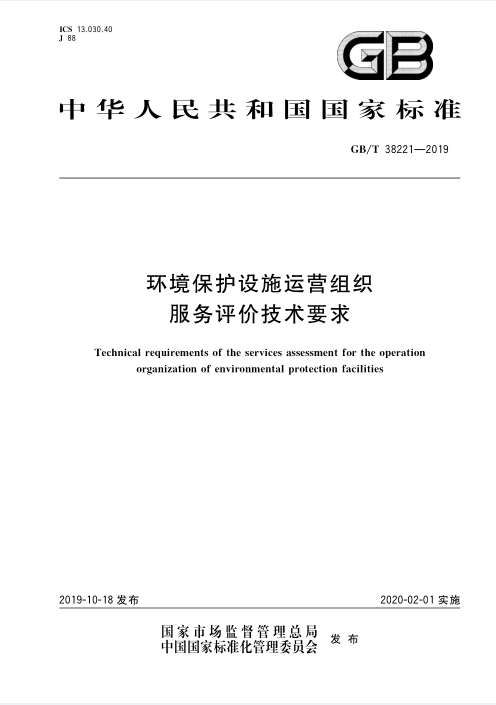 ICS 13.030.40
J 88
GB
中华人民共和国国家标准
GB/T 38221—2019
环境保护设施运营组织
服务评价技术要求
Technical requirements of the services assessment for the operation
organization of environmental protection facilities
2019-10-18 发布
2020-02-01 实施
国家市场监督管理总局
中国国家标准化管理委员会
发布